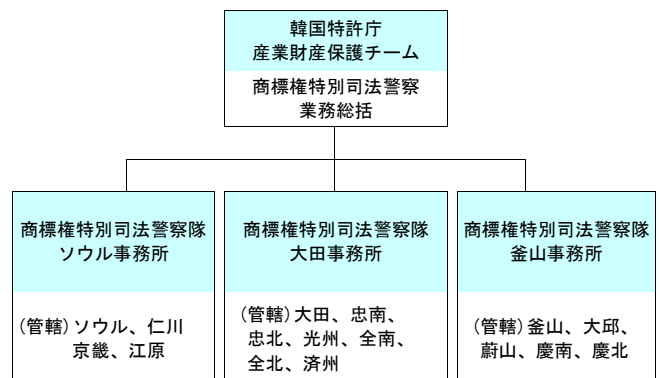 韓国特許庁
産業財産保護チーム
商標権特別司法警察
業務総括
商標権特別司法警察隊
ソウル事務所
(管轄)ソウル、仁川
京畿、江原
商標権特別司法警察隊
大田事務所
(管轄)大田、忠南、
忠北、光州、全南、
全北、済州
商標権特別司法警察隊
釜山事務所
(管轄)釜山、大邱、
蔚山、慶南、慶北